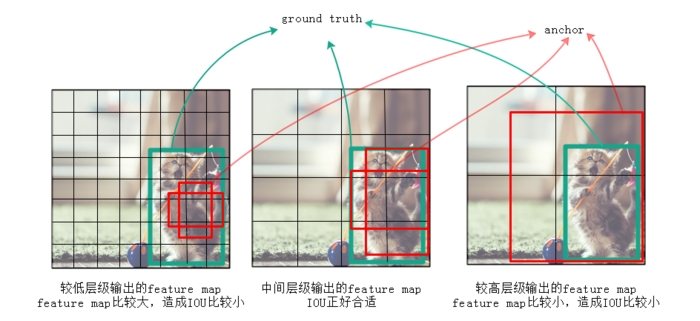 ground truth
anchor
较低层级输出的feature map
feature map比较大，造成IOU比较小
中间层级输出的feature map
IOU正好合适
较高层级输出的feature map
feature map比较小，造成IOU比较小